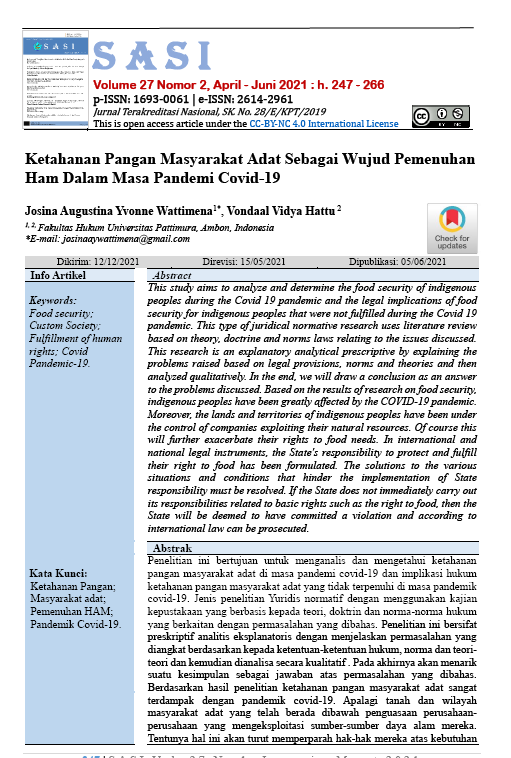 SASI
SASI
Volume 27 Nomor 2, April - Juni 2021 : h. 247 - 266
p-ISSN: 1693-0061 | e-ISSN: 2614-2961
Jurnal Terakreditasi Nasional, SK. No. 28/E/KPT/2019
This is open access article under the CC-BY-NC 4.0 International License
CC BY NC
Ketahanan Pangan Masyarakat Adat Sebagai Wujud Pemenuhan
Ham Dalam Masa Pandemi Covid-19
Josina Augustina Yvonne Wattimena1*, Vondaal Vidya Hattu 2
1, 2, Fakultas Hukum Universitas Pattimura, Ambon, Indonesia
*E-mail: josinaaywattimena@gmail.com
Check for
updates
Dikirim: 12/12/2021 Direvisi: 15/05/2021 Dipublikasi: 05/06/2021
Info Artikel
Keywords:
Food security;
Custom Society;
Fulfillment of human
rights; Covid
Pandemic-19.
Abstract
This study aims to analyze and determine the food security of indigenous
peoples during the Covid 19 pandemic and the legal implications of food
security for indigenous peoples that were not fulfilled during the Covid 19
pandemic. This type of juridical normative research uses literature review
based on theory, doctrine and norms laws relating to the issues discussed.
This research is an explanatory analytical prescriptive by explaining the
problems raised based on legal provisions, norms and theories and then
analyzed qualitatively. In the end, we will draw a conclusion as an answer
to the problems discussed. Based on the results of research on food security,
indigenous peoples have been greatly affected by the COVID-19 pandemic.
Moreover, the lands and territories of indigenous peoples have been under
the control of companies exploiting their natural resources. Of course this
will further exacerbate their rights to food needs. In international and
national legal instruments, the State's responsibility to protect and fulfill
their right to food has been formulated. The solutions to the various
situations and conditions that hinder the implementation of State
responsibility must be resolved. If the State does not immediately carry out
its responsibilities related to basic rights such as the right to food, then the
State will be deemed to have committed a violation and according to
international law can be prosecuted.
Kata Kunci:
Ketahanan Pangan;
Masyarakat adat;
Pemenuhan HAM;
Pandemik Covid-19.
Abstrak
Penelitian ini bertujuan untuk menganalis dan mengetahui ketahanan
pangan masyarakat adat di masa pandemi covid-19 dan implikasi hukum
ketahanan pangan masyarakat adat yang tidak terpenuhi di masa pandemik
covid-19. Jenis penelitian Yuridis normatif dengan menggunakan kajian
kepustakaan yang berbasis kepada teori, doktrin dan norma-norma hukum
yang berkaitan dengan permasalahan yang dibahas. Penelitian ini bersifat
preskriptif analitis eksplanatoris dengan menjelaskan permasalahan yang
diangkat berdasarkan kepada ketentuan-ketentuan hukum, norma dan teori-
teori dan kemudian dianalisa secara kualitatif . Pada akhirnya akan menarik
suatu kesimpulan sebagai jawaban atas permasalahan yang dibahas.
Berdasarkan hasil penelitian ketahanan pangan masyarakat adat sangat
terdampak dengan pandemic covid-19. Apalagi tanah dan wilayah
masyarakat adat yang telah berada dibawah penguasaan perusahaan-
perusahaan yang mengeksploitasi sumber-sumber daya alam mereka.
Tentunya hal ini akan turut memperparah hak-hak mereka atas kebutuhan